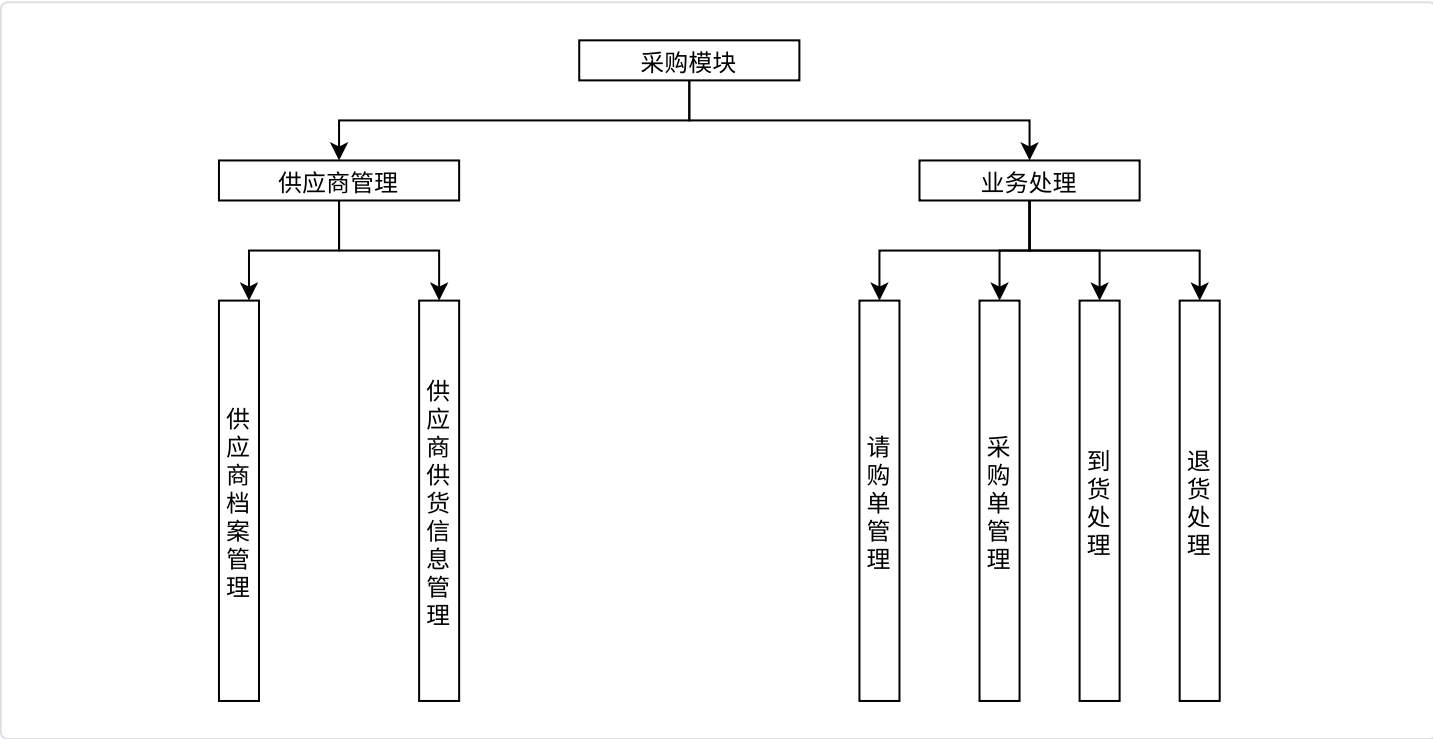 采购模块
供应商管理
业务处理
供应商档案管理
供应商供货信息管理
请购单管理
采购单管理
到货处理
退货处理